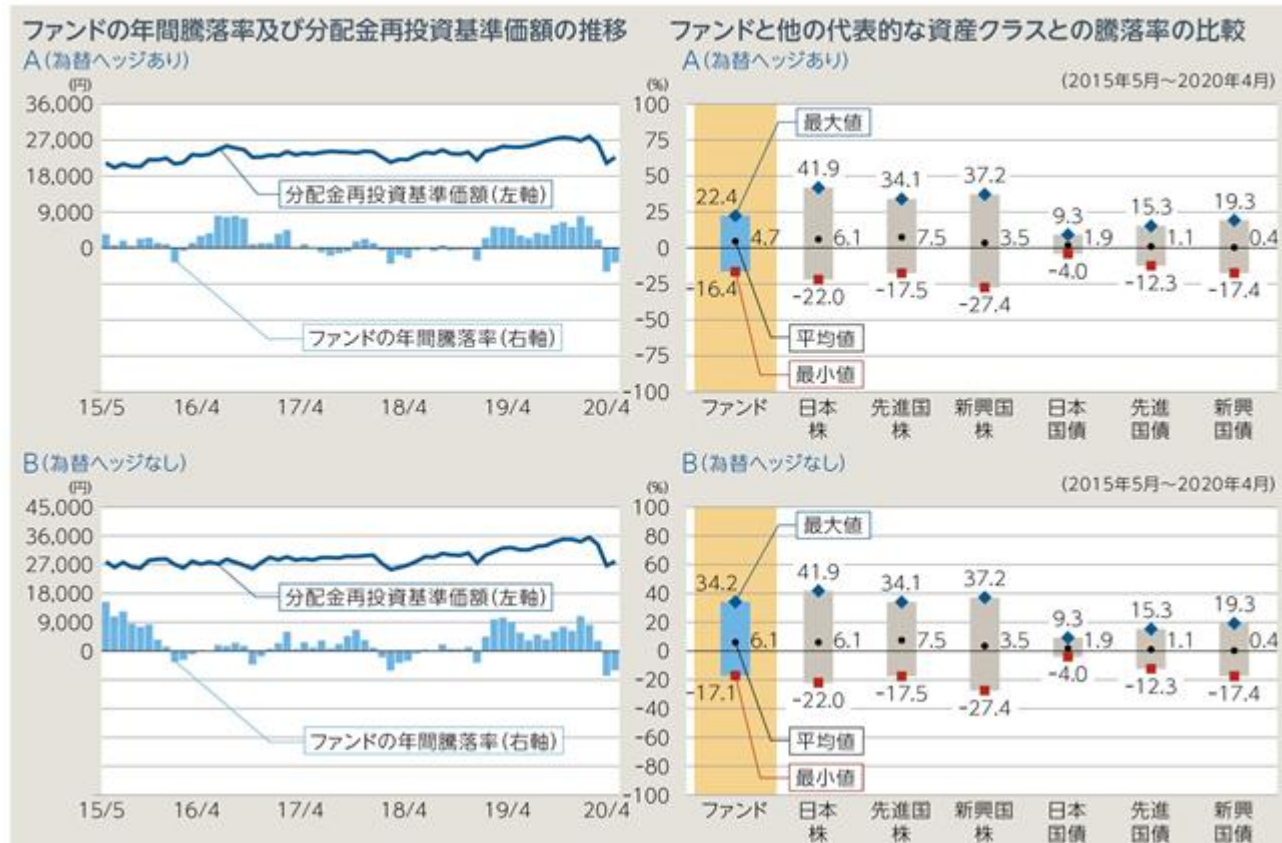 ファンドの年間騰落率及び分配金再投資基準価額の推移
A(為替ヘッジあり)
(円)
(%)
36,000
27,000
18,000
9,000
0
分配金再投資基準価額(左軸)
ファンドの年間騰落率(右軸)
100
75
50
25
0
-25
-50
-75
-100
15/5 16/4 17/4 18/4 19/4 20/4
ファンドと他の代表的な資産クラスとの騰落率の比較
A(為替ヘッジあり)
(2015年5月〜2020年4月)
最大値
22.4 41.9 34.1 37.2 9.3 15.3 19.3
4.7 6.1 7.5 3.5 1.9 1.1 0.4
-16.4 -22.0 -17.5 -27.4 -4.0 -12.3 -17.4
平均値
最小値
ファンド 日本株 先進国株 新興国株 日本国債 先進国債 新興国債
B(為替ヘッジなし)
(円)
(%)
45,000
36,000
27,000
18,000
9,000
0
分配金再投資基準価額(左軸)
ファンドの年間騰落率(右軸)
100
80
60
40
20
0
-20
-40
-60
-80
-100
15/5 16/4 17/4 18/4 19/4 20/4
B(為替ヘッジなし)
(2015年5月〜2020年4月)
最大値
34.2 41.9 34.1 37.2 9.3 15.3 19.3
6.1 6.1 7.5 3.5 1.9 1.1 0.4
-17.1 -22.0 -17.5 -27.4 -4.0 -12.3 -17.4
平均値
最小値
ファンド 日本株 先進国株 新興国株 日本国債 先進国債 新興国債